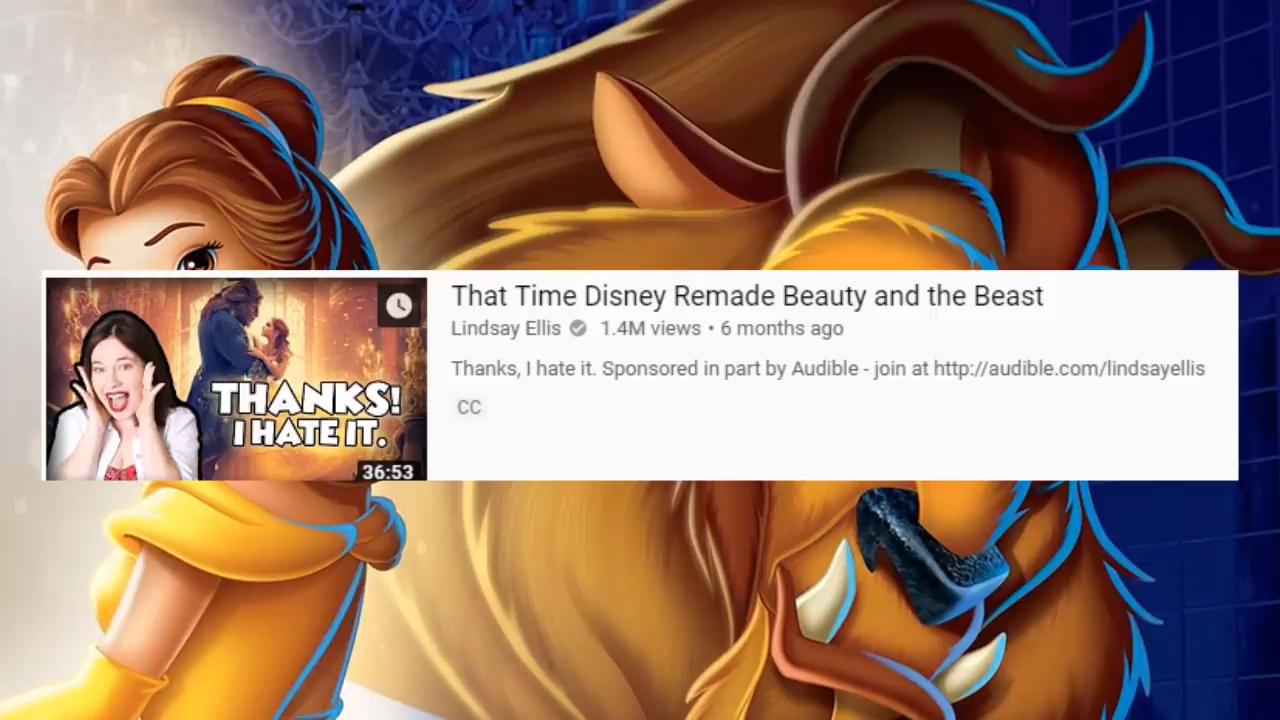 That Time Disney Remade Beauty and the Beast
Lindsay Ellis 1.4M views • 6 months ago
Thanks, I hate it. Sponsored in part by Audible - join at http://audible.com/lindsayellis
CC
THANKS!
I HATE IT.
36:53